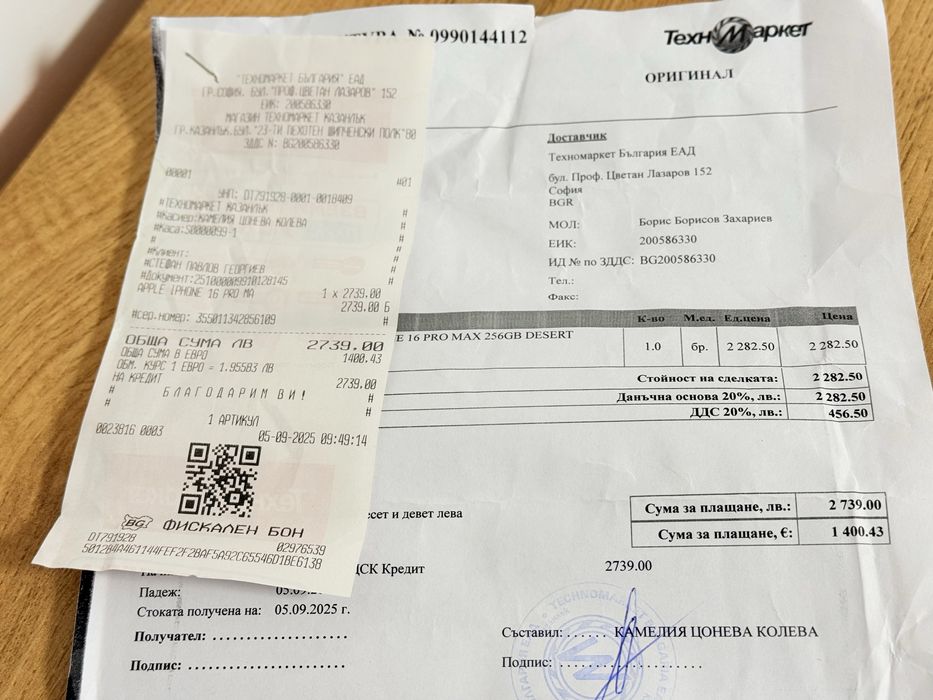 "ТЕХНОМАРКЕТ БЪЛГАРИЯ" ЕАД
ГР.СОФИЯ, БУЛ."ПРОФ.ЦВЕТАН ЛАЗАРОВ" 152
ЕИК: 200586330
МАГАЗИН ТЕХНОМАРКЕТ КАЗАНЛЪК
ГР.КАЗАНЛЪК,БУЛ."23-ТИ ПЕХОТЕН ШИПЧЕНСКИ ПОЛК"80
ЗДДС N: BG200586330
00001 #01
УНП: DT791928-0001-0018409
#ТЕХНОМАРКЕТ КАЗАНЛЪК #
#Касиер:КАМЕЛИЯ ЦОНЕВА КОЛЕВА #
#Каса:S0000099-1 #
# #
#Клиент: #
#СТЕФАН ПАВЛОВ ГЕОРГИЕВ #
#Документ:25100009910128145 #
APPLE IPHONE 16 PRO MA 1 x 2739.00
2739.00 Б
#сер.номер: 355011342856109 #
ОБЩА СУМА ЛВ 2739.00
ОБЩА СУМА В ЕВРО 1400.43
ОБМ. КУРС 1 ЕВРО = 1.95583 ЛВ
НА КРЕДИТ 2739.00
# БЛАГОДАРИМ ВИ! #
# #
1 АРТИКУЛ
0023816 0003 05-09-2025 09:49:14
BG ФИСКАЛЕН БОН
DT791928 02976539
501284A461144FEF2F2BAF5A92C65546D1BE6138
№ 0990144112
ТехноМаркет
ОРИГИНАЛ
Доставчик
Техномаркет България ЕАД
бул. Проф. Цветан Лазаров 152
София
BGR
МОЛ: Борис Борисов Захариев
ЕИК: 200586330
ИД № по ЗДДС: BG200586330
Тел.:
Факс:
К-во М.ед. Ед.цена Цена
E 16 PRO MAX 256GB DESERT 1.0 бр. 2 282.50 2 282.50
Стойност на сделката: 2 282.50
Данъчна основа 20%, лв.: 2 282.50
ДДС 20%, лв.: 456.50
есет и девет лева
Сума за плащане, лв.: 2 739.00
Сума за плащане, €: 1 400.43
ДСК Кредит 2739.00
Падеж: 05.09.
Стоката получена на: 05.09.2025 г.
Получател: ....................
Подпис: ....................
Съставил: ...... КАМЕЛИЯ ЦОНЕВА КОЛЕВА
Подпис: ....................